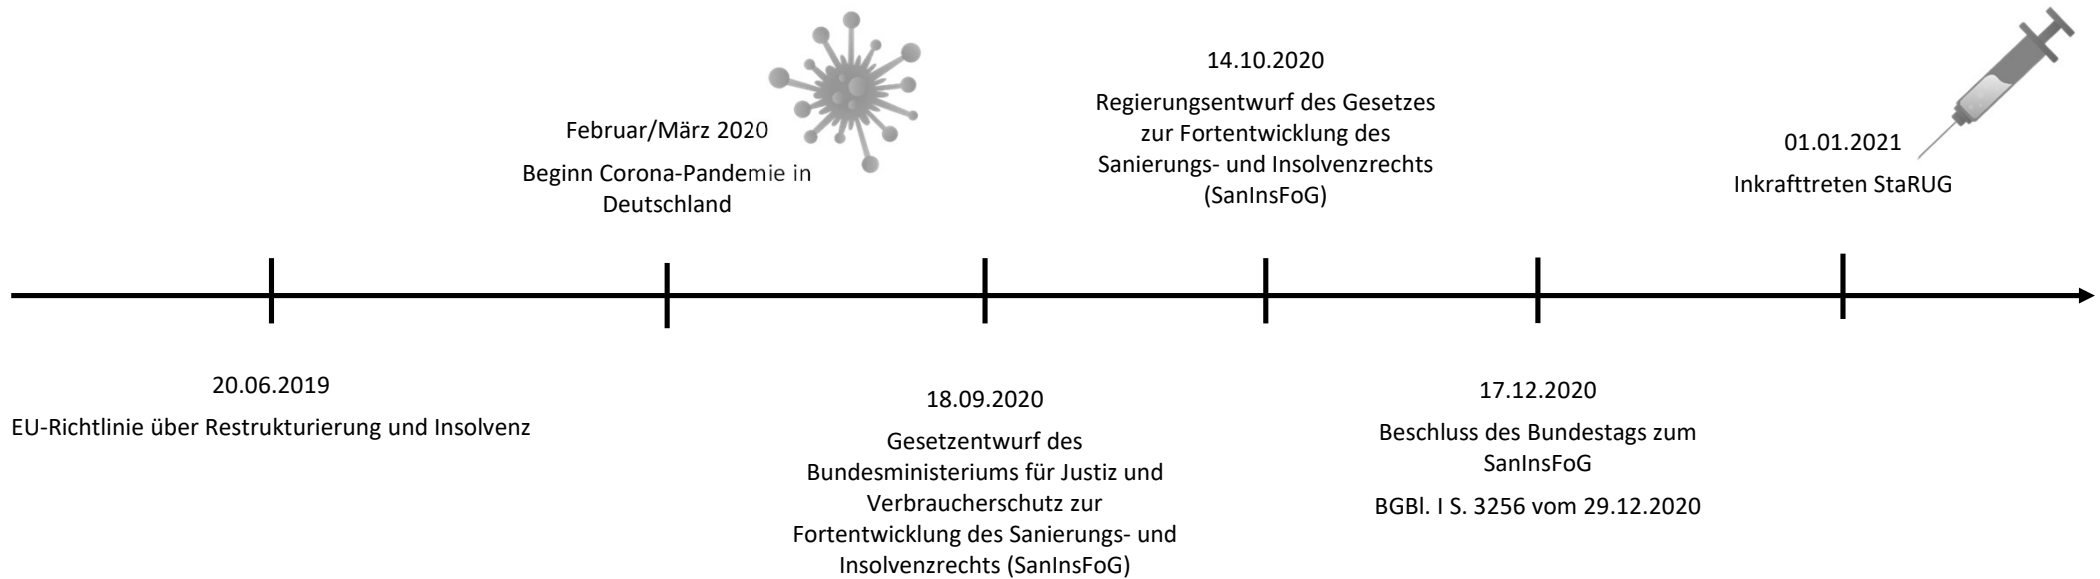 20.06.2019
EU-Richtlinie über Restrukturierung und Insolvenz
Februar/März 2020
Beginn Corona-Pandemie in
Deutschland
18.09.2020
Gesetzentwurf des
Bundesministeriums für Justiz und
Verbraucherschutz zur
Fortentwicklung des Sanierungs- und
Insolvenzrechts (SanInsFoG)
14.10.2020
Regierungsentwurf des Gesetzes
zur Fortentwicklung des
Sanierungs- und Insolvenzrechts
(SanInsFoG)
17.12.2020
Beschluss des Bundestags zum
SanInsFoG
BGBl. I S. 3256 vom 29.12.2020
01.01.2021
Inkrafttreten StaRUG